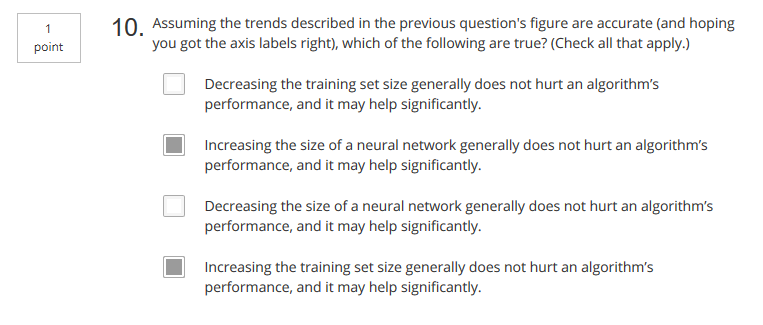 1
point
10. Assuming the trends described in the previous question's figure are accurate (and hoping
you got the axis labels right), which of the following are true? (Check all that apply.)
Decreasing the training set size generally does not hurt an algorithm’s
performance, and it may help significantly.
Increasing the size of a neural network generally does not hurt an algorithm’s
performance, and it may help significantly.
Decreasing the size of a neural network generally does not hurt an algorithm’s
performance, and it may help significantly.
Increasing the training set size generally does not hurt an algorithm’s
performance, and it may help significantly.